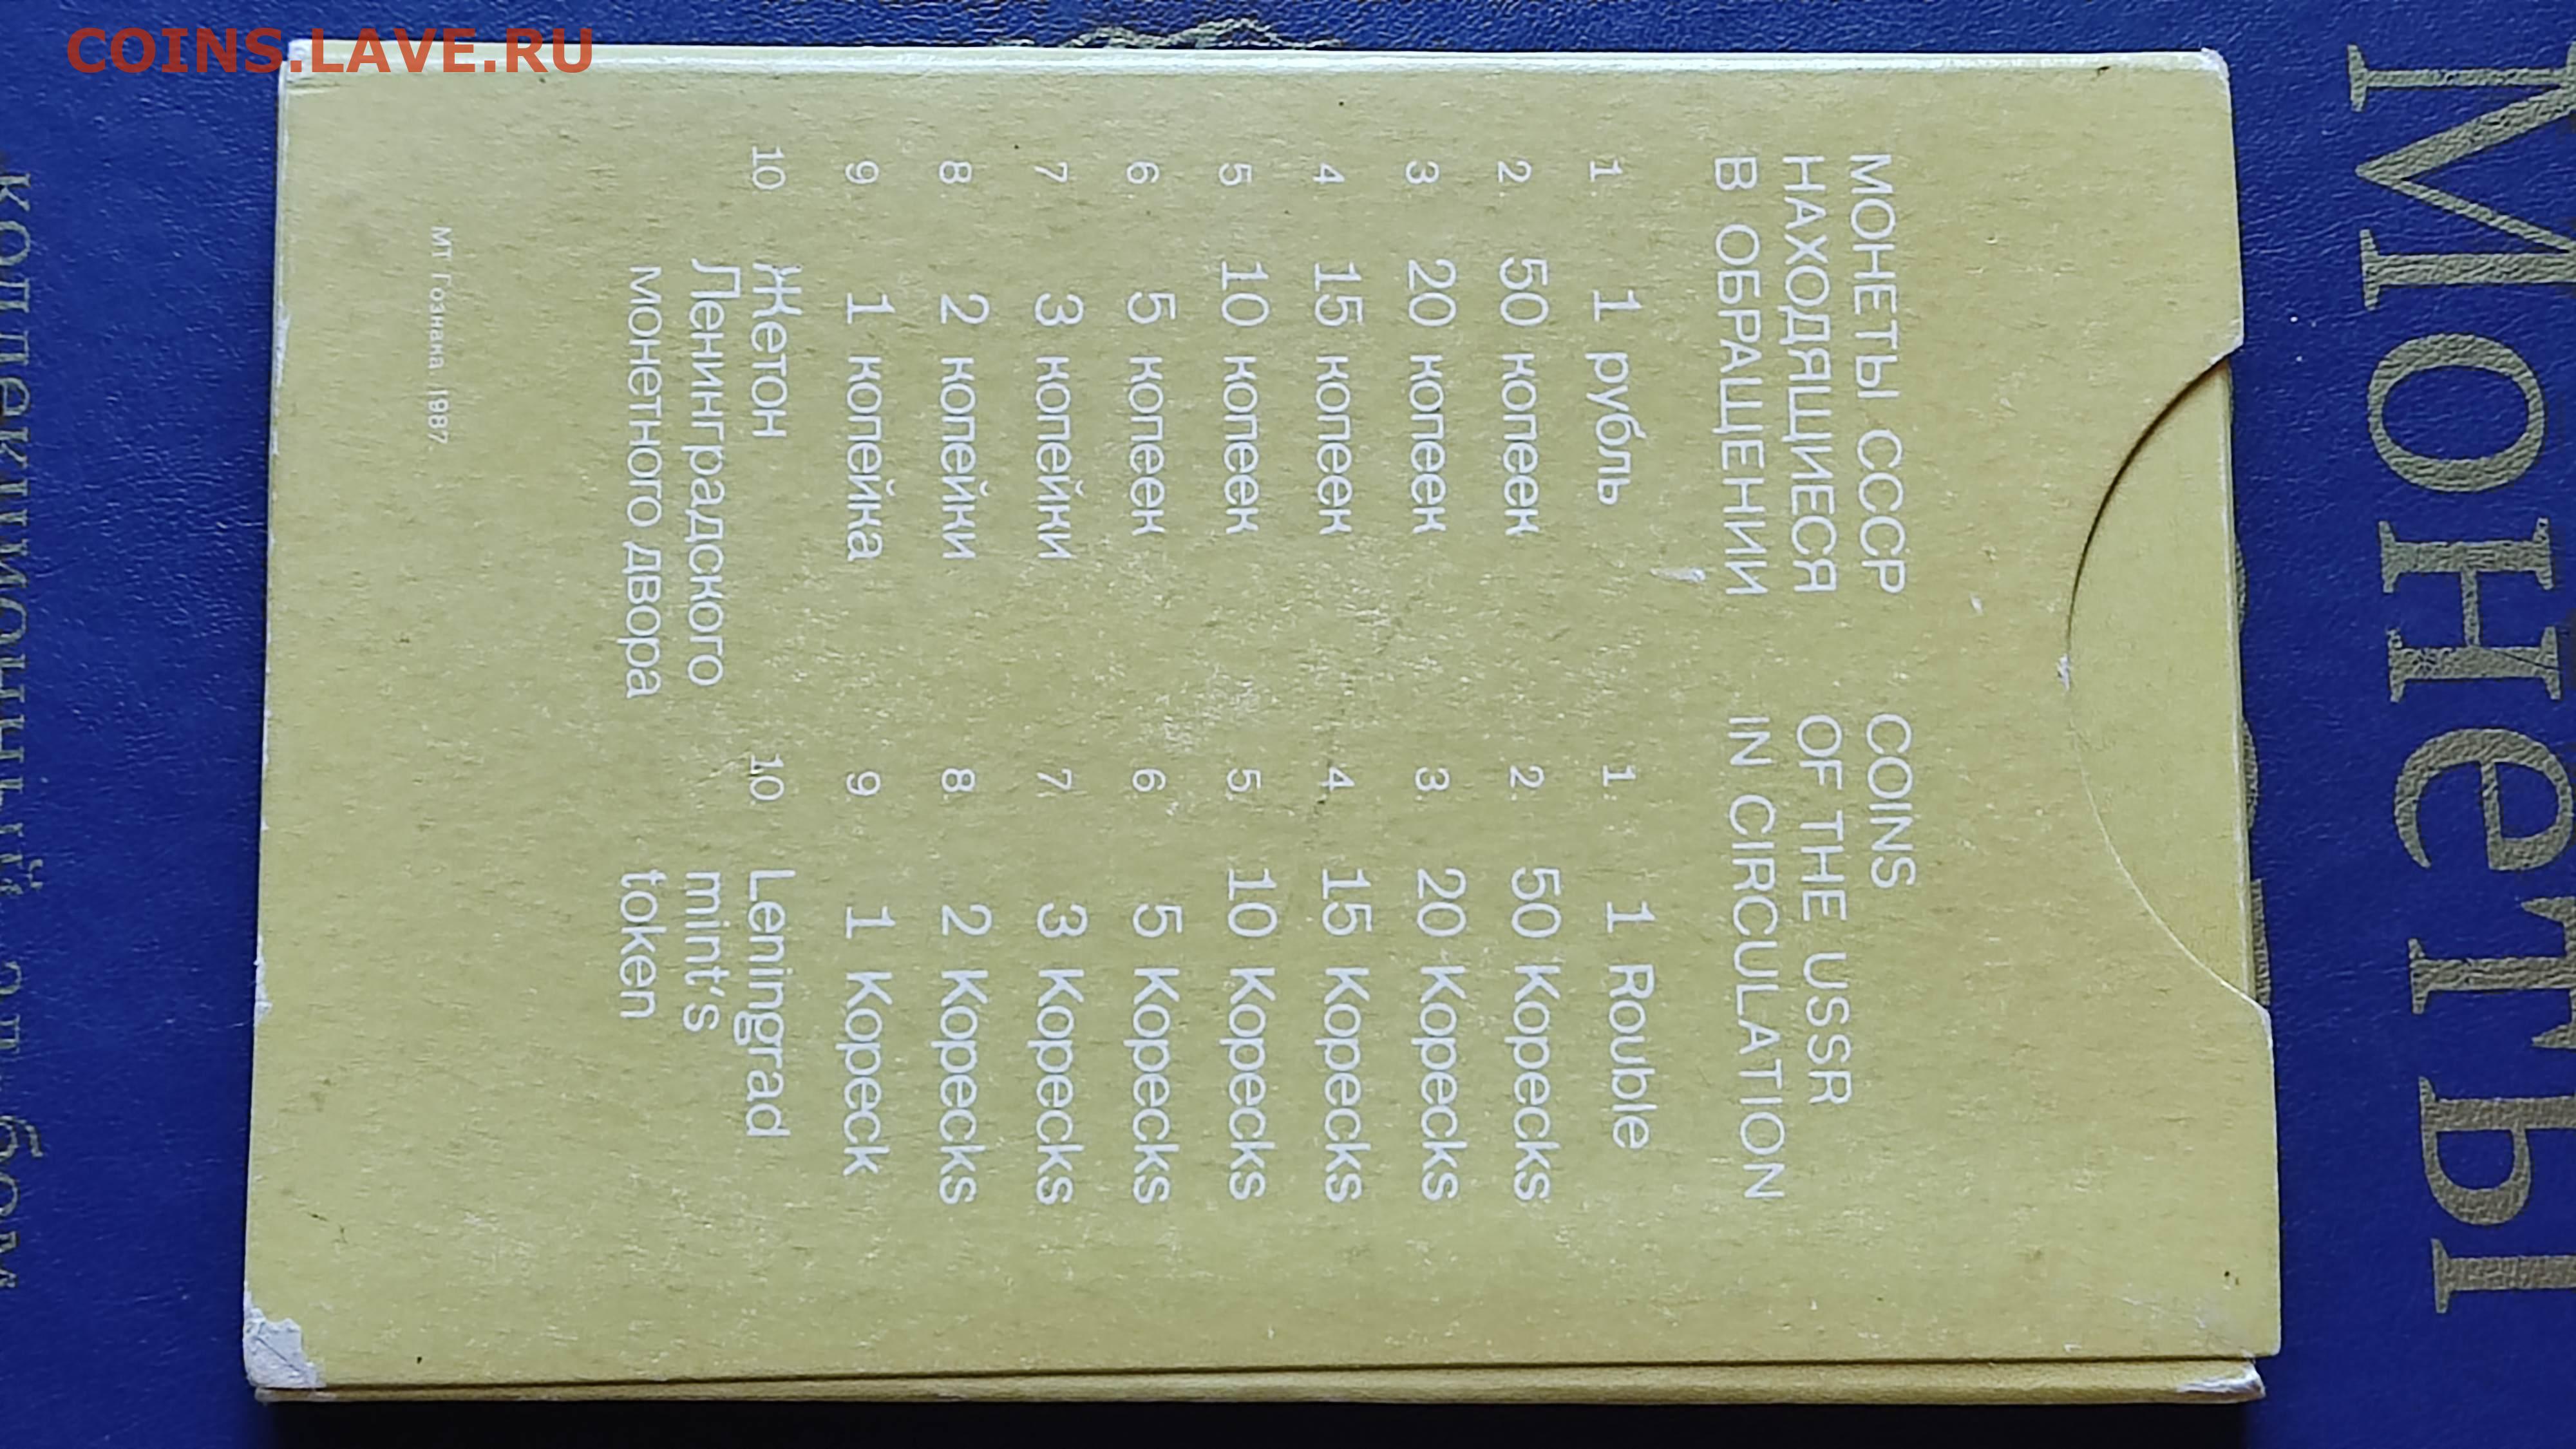 COINS.LAVE.RU
Монеты
коллекционный альбом
МОНЕТЫ СССР
НАХОДЯЩИЕСЯ
В ОБРАЩЕНИИ
1. 1 рубль
2. 50 копеек
3. 20 копеек
4. 15 копеек
5. 10 копеек
6. 5 копеек
7. 3 копейки
8. 2 копейки
9. 1 копейка
10. Жетон
Ленинградского
монетного двора
МТ Гознака 1987.
COINS
OF THE USSR
IN CIRCULATION
1. 1 Rouble
2. 50 Kopecks
3. 20 Kopecks
4. 15 Kopecks
5. 10 Kopecks
6. 5 Kopecks
7. 3 Kopecks
8. 2 Kopecks
9. 1 Kopeck
10. Leningrad
mint's
token